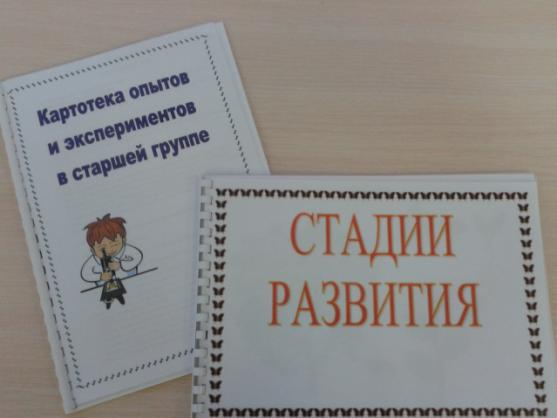 Картотека опытов
и экспериментов
в старшей группе
СТАДИИ
РАЗВИТИЯ